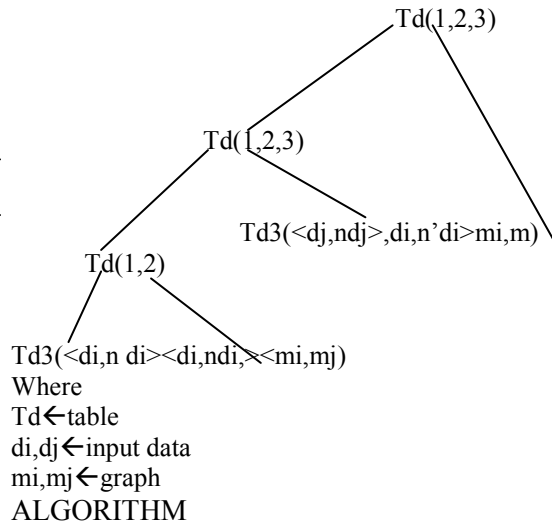 Td(1,2,3)
Td(1,2,3)
Td3(<dj,ndj>,di,n’di>mi,m)
Td(1,2)
Td3(<di,n di><di,ndi,><mi,mj)
Where
Td←table
di,dj←input data
mi,mj←graph
ALGORITHM